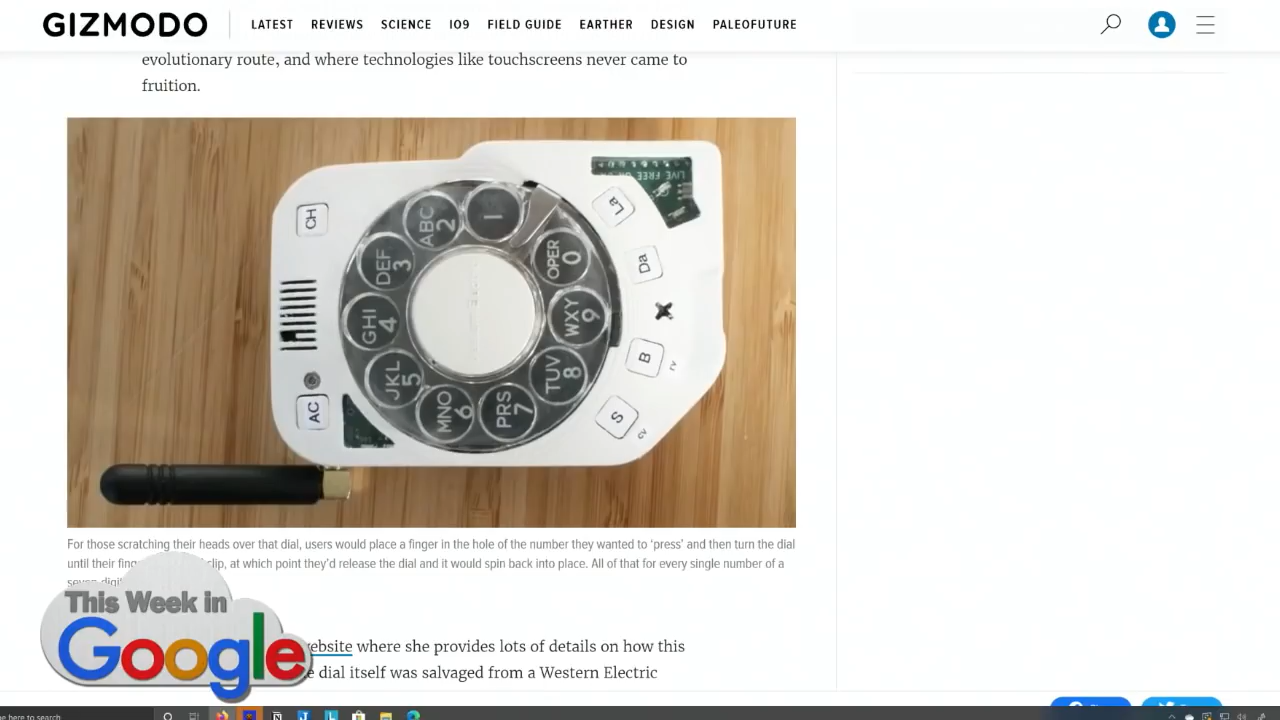 GIZMODO
LATEST REVIEWS SCIENCE IO9 FIELD GUIDE EARTHER DESIGN PALEOFUTURE
evolutionary route, and where technologies like touchscreens never came to
fruition.
CH
AC
1
ABC 2
DEF 3
GHI 4
JKL 5
MNO 6
PRS 7
TUV 8
WXY 9
OPER 0
LIVE FREE
La
Da
B
S
For those scratching their heads over that dial, users would place a finger in the hole of the number they wanted to ‘press’ and then turn the dial
until their clip, at which point they’d release the dial and it would spin back into place. All of that for every single number of a
This Week in
Google
website where she provides lots of details on how this
dial itself was salvaged from a Western Electric
here to search